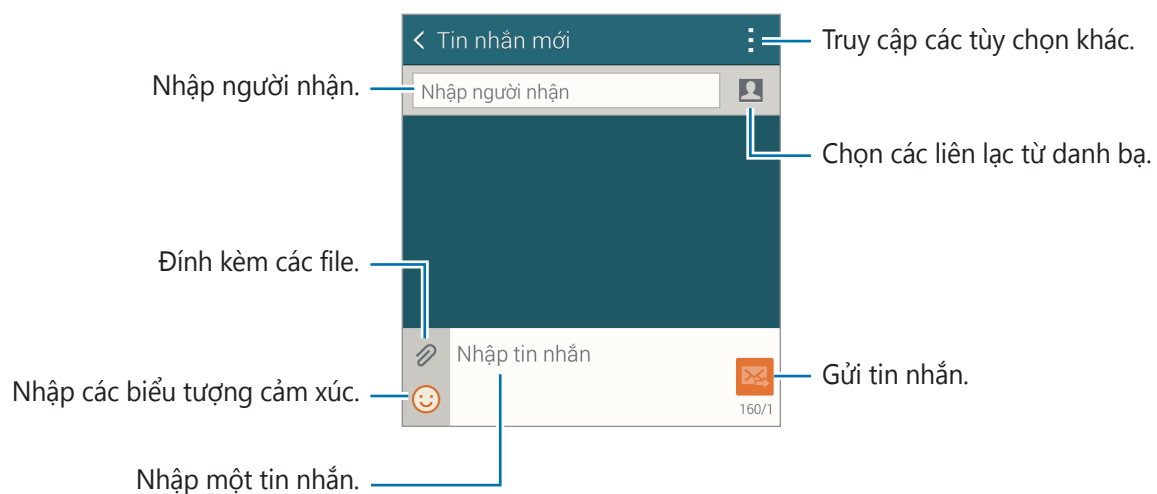 Tin nhắn mới
Truy cập các tùy chọn khác.
Nhập người nhận.
Nhập người nhận
Chọn các liên lạc từ danh bạ.
Đính kèm các file.
Nhập tin nhắn
Gửi tin nhắn.
Nhập các biểu tượng cảm xúc.
160/1
Nhập một tin nhắn.